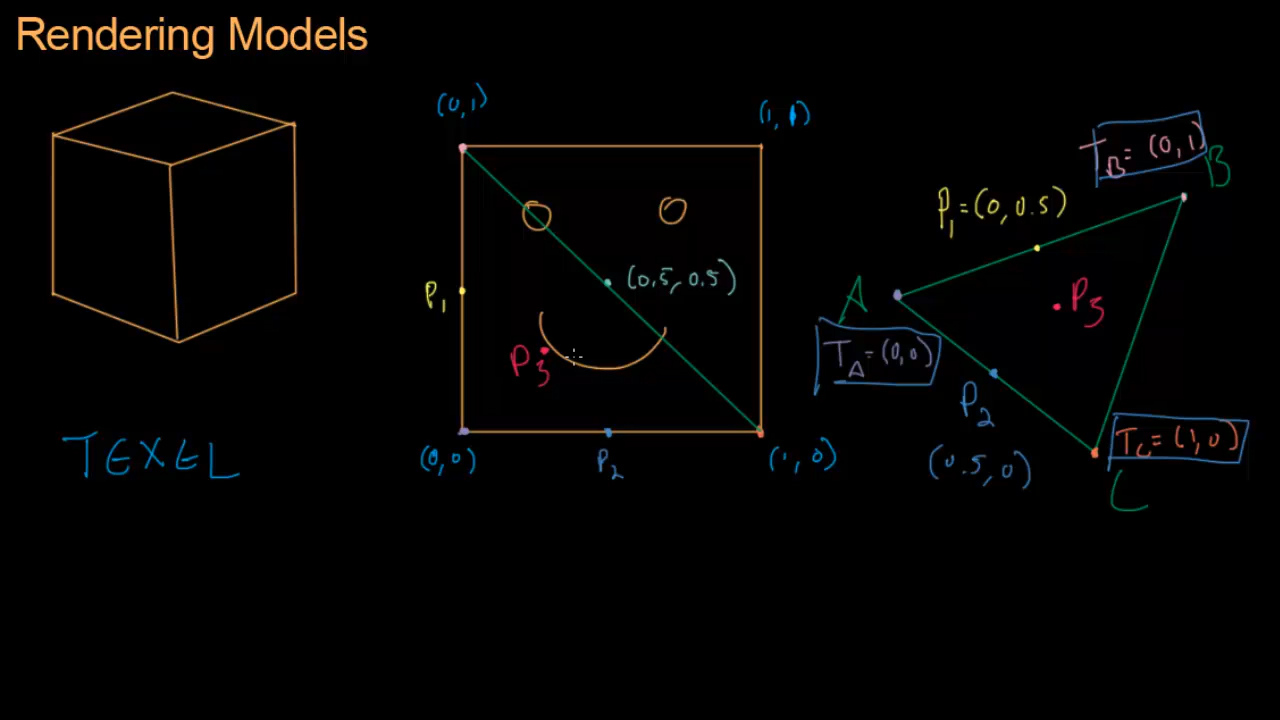 Rendering Models
(0,1)
(1,1)
P1
(0.5,0.5)
P3
(0,0)
P2
(1,0)
TEXEL
TB=(0,1)
B
P1=(0,0.5)
P3
A
TA=(0,0)
P2
(0.5,0)
TC=(1,0)
C